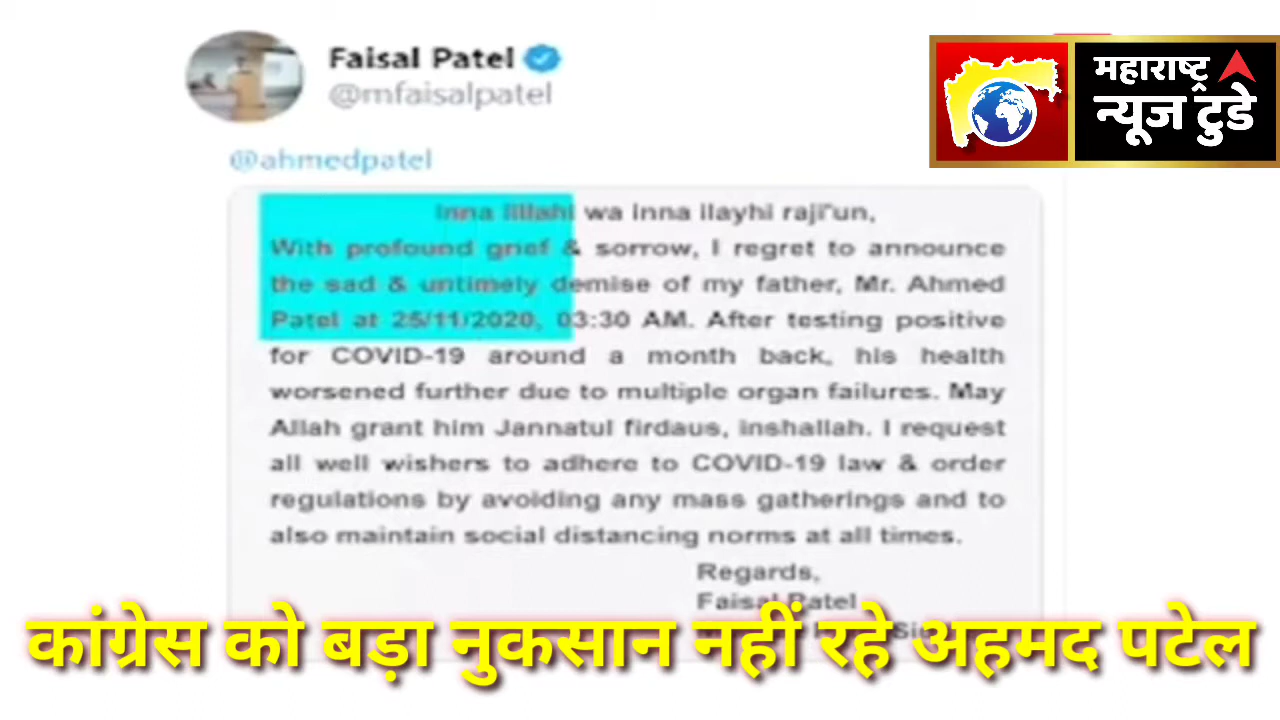 Faisal Patel
@mfaisalpatel
महाराष्ट्र
न्यूज टुडे
@ahmedpatel
Inna lillahi wa inna ilayhi raji'un,
With profound grief & sorrow, I regret to announce
the sad & untimely demise of my father, Mr. Ahmed
Patel at 25/11/2020, 03:30 AM. After testing positive
for COVID-19 around a month back, his health
worsened further due to multiple organ failures. May
Allah grant him Jannatul firdaus, inshallah. I request
all well wishers to adhere to COVID-19 law & order
regulations by avoiding any mass gatherings and to
also maintain social distancing norms at all times.
Regards,
Faisal Patel
कांग्रेस को बड़ा नुकसान नहीं रहे अहमद पटेल